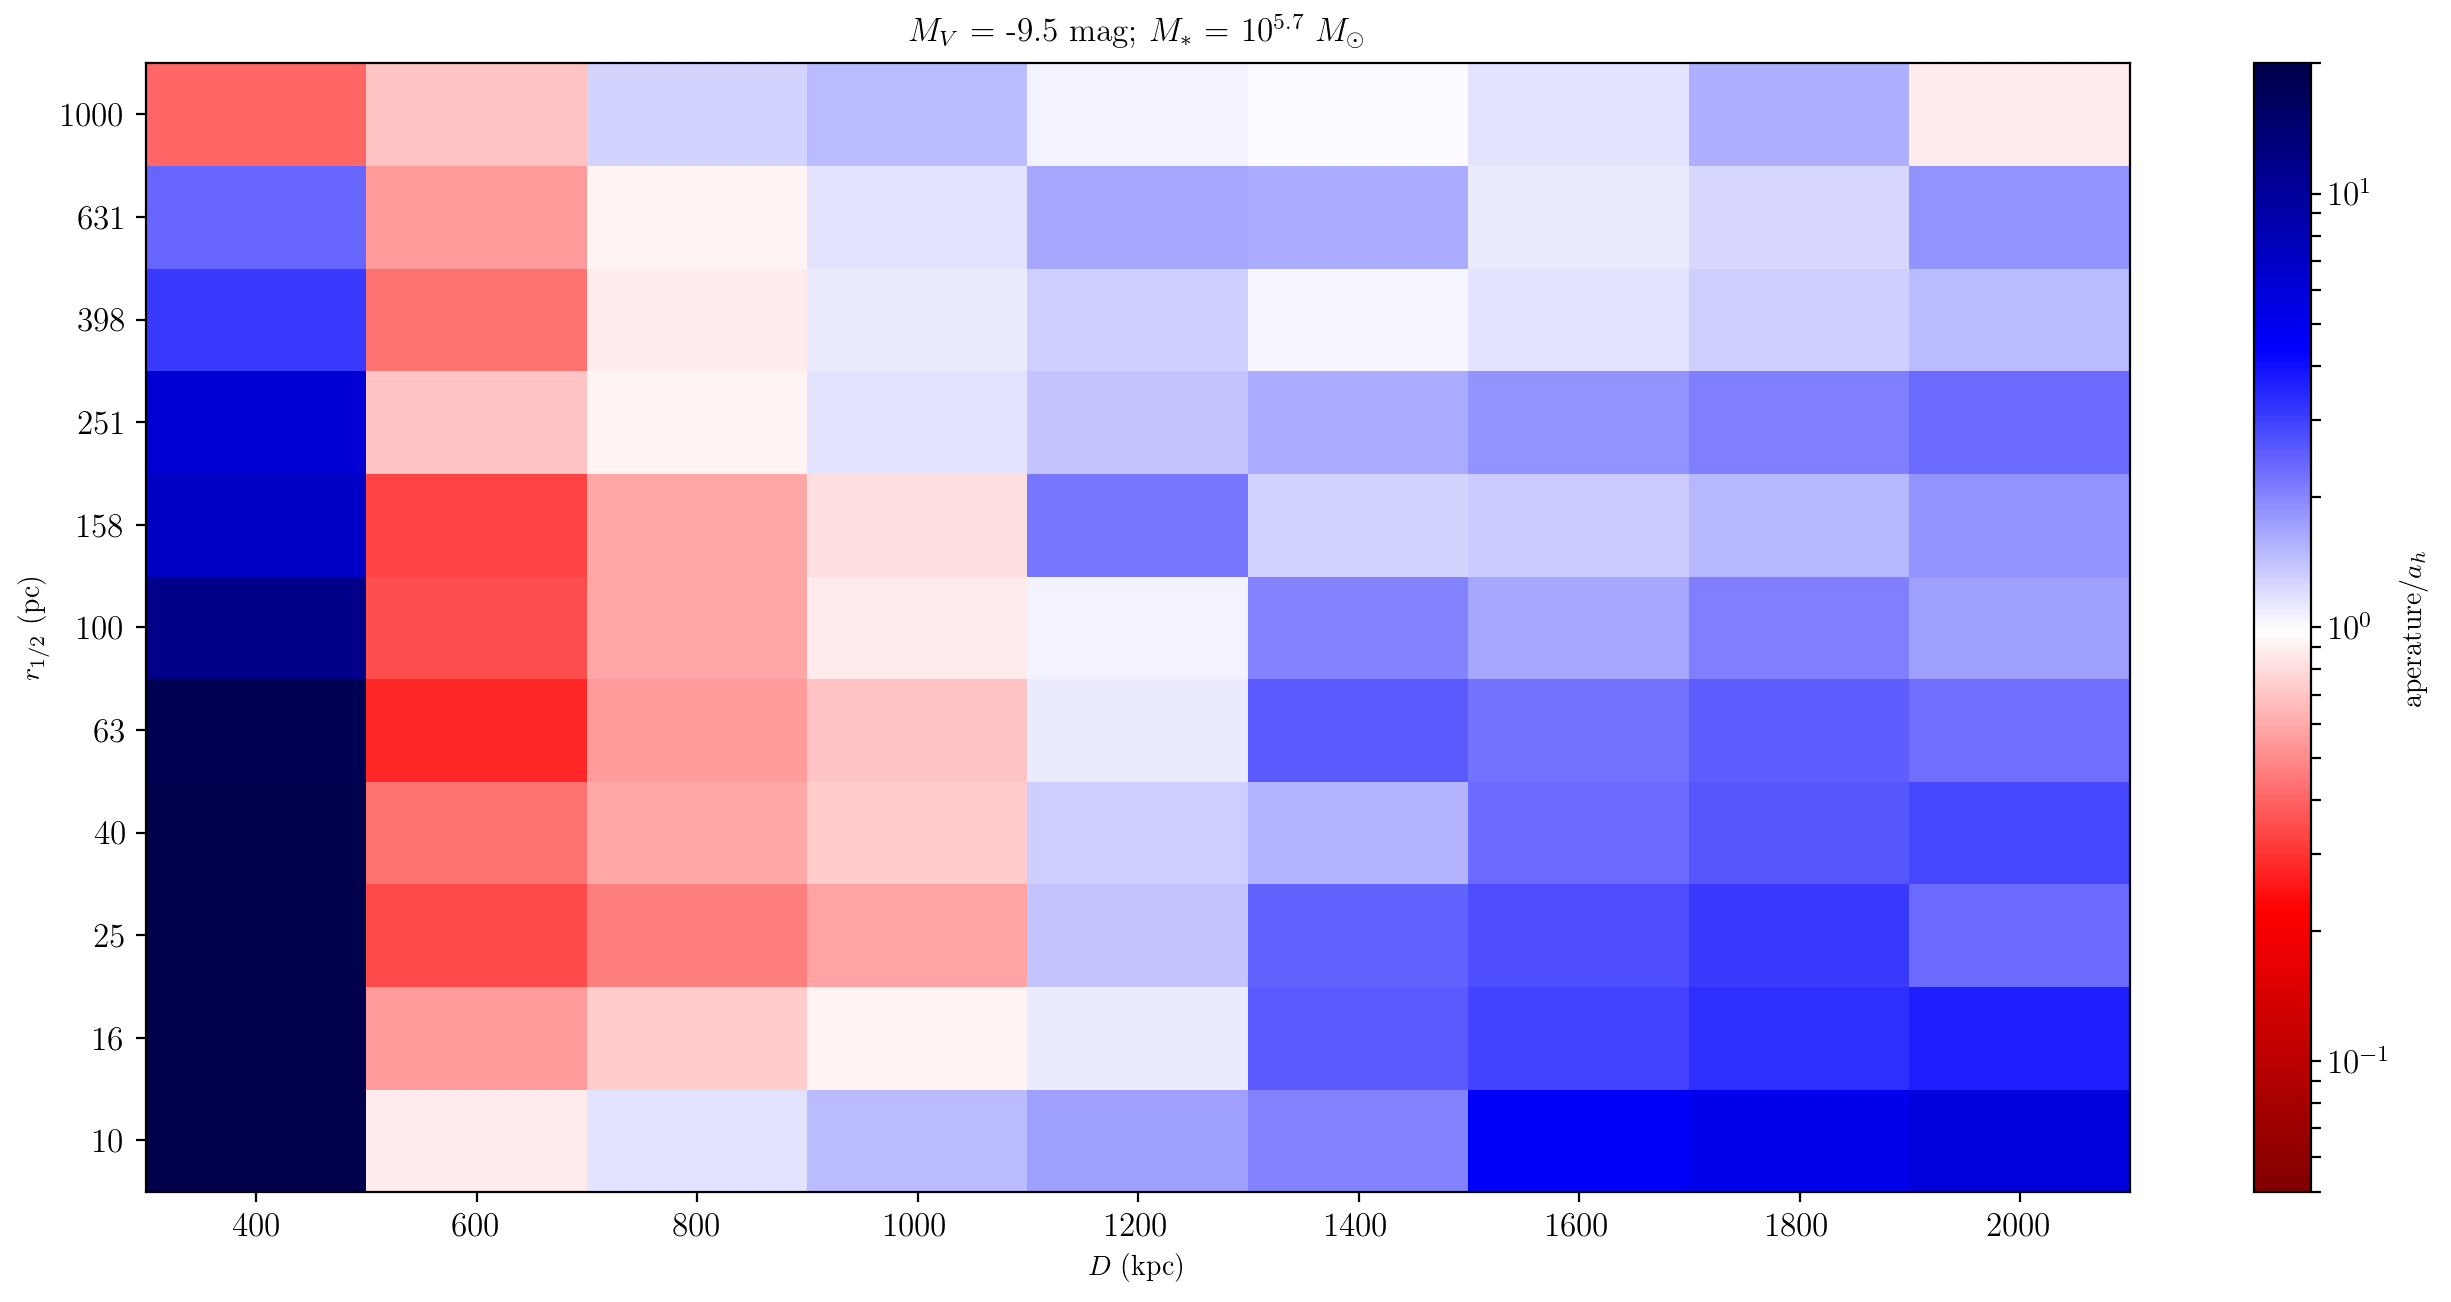 M_V = -9.5 mag; M_* = 10^{5.7} M_⊙
r_{1/2} (pc)
1000
631
398
251
158
100
63
40
25
16
10
400 600 800 1000 1200 1400 1600 1800 2000
D (kpc)
10^1
10^0
10^{-1}
aperature/a_h